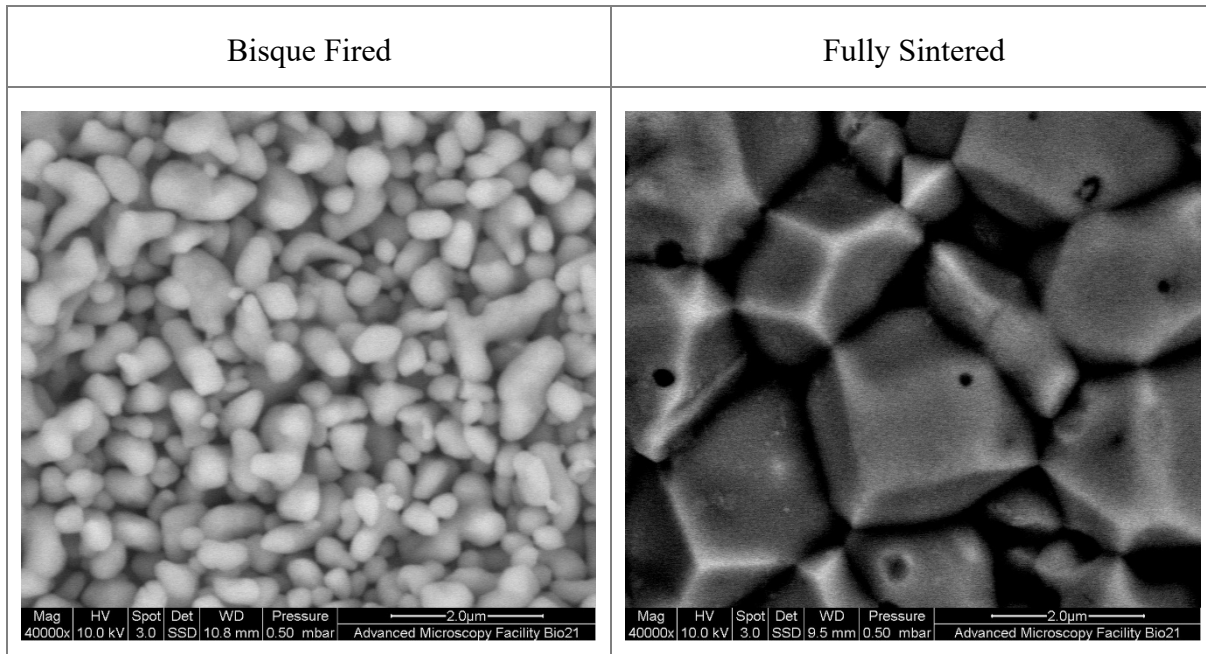 Bisque Fired
Fully Sintered
Mag HV Spot Det WD Pressure 2.0µm
40000x 10.0 kV 3.0 SSD 10.8 mm 0.50 mbar Advanced Microscopy Facility Bio21
Mag HV Spot Det WD Pressure 2.0µm
40000x 10.0 kV 3.0 SSD 9.5 mm 0.50 mbar Advanced Microscopy Facility Bio21